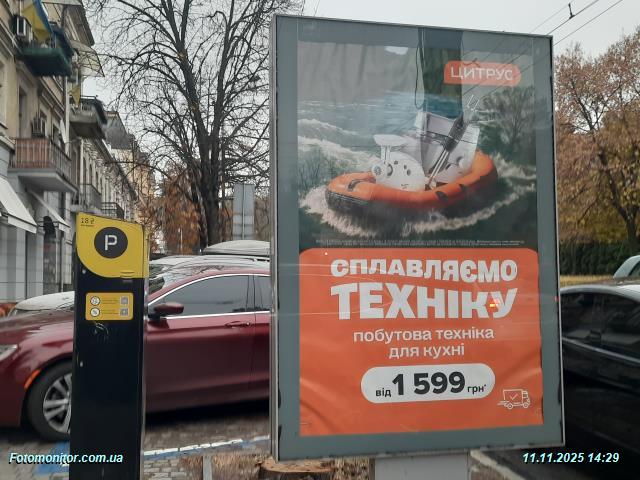 ЦИТРУС
СПЛАВЛЯЄМО
ТЕХНІКУ
побутова техніка
для кухні
від 1 599 грн*
18 ₴
P
Fotomonitor.com.ua
11.11.2025 14:29